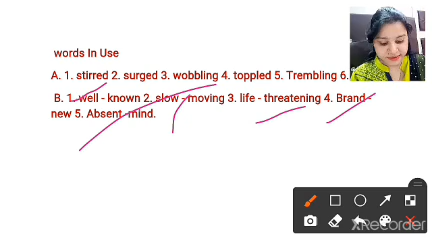 words In Use
A. 1. stirred 2. surged 3. wobbling 4. toppled 5. Trembling 6.
B. 1. well - known 2. slow - moving 3. life - threatening 4. Brand -
new 5. Absent mind.